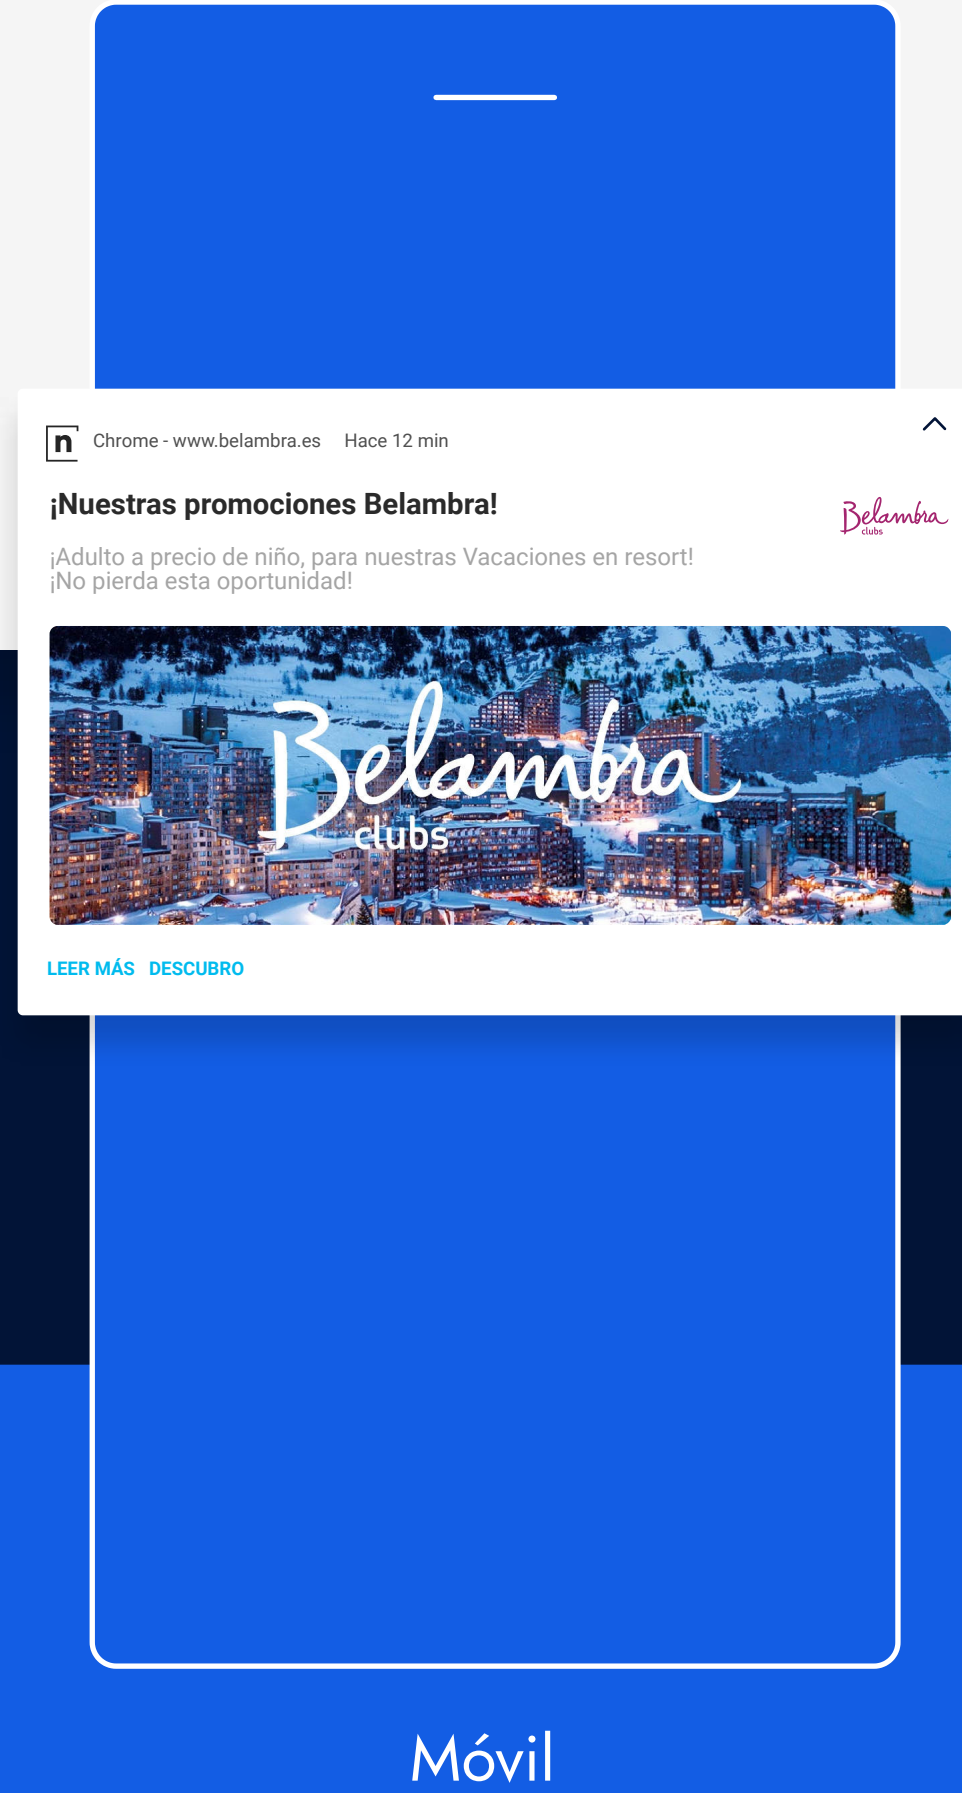 n Chrome - www.belambra.es Hace 12 min
¡Nuestras promociones Belambra!
Belambra
clubs
¡Adulto a precio de niño, para nuestras Vacaciones en resort!
¡No pierda esta oportunidad!
Belambra
clubs
LEER MÁS DESCUBRO
Móvil